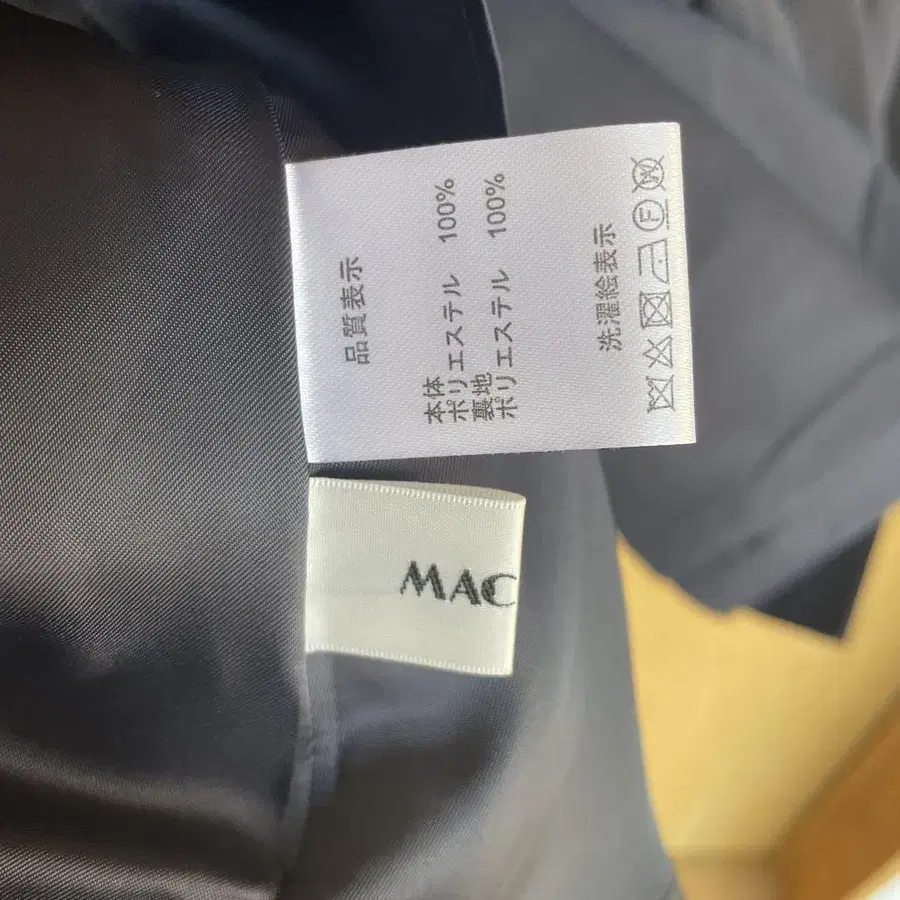 品質表示
本体
ポリエステル 100%
裏地
ポリエステル 100%
洗濯絵表示
MAC